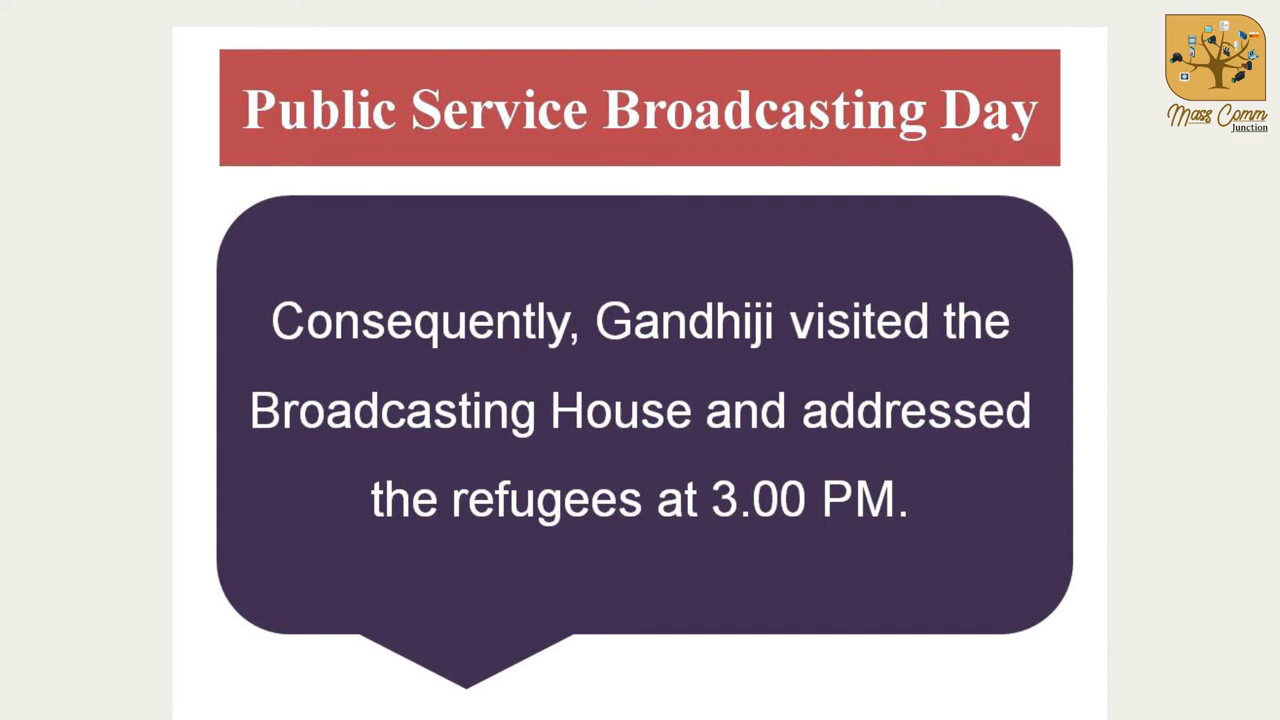 Public Service Broadcasting Day
Consequently, Gandhiji visited the
Broadcasting House and addressed
the refugees at 3.00 PM.
Mass Comm
Junction